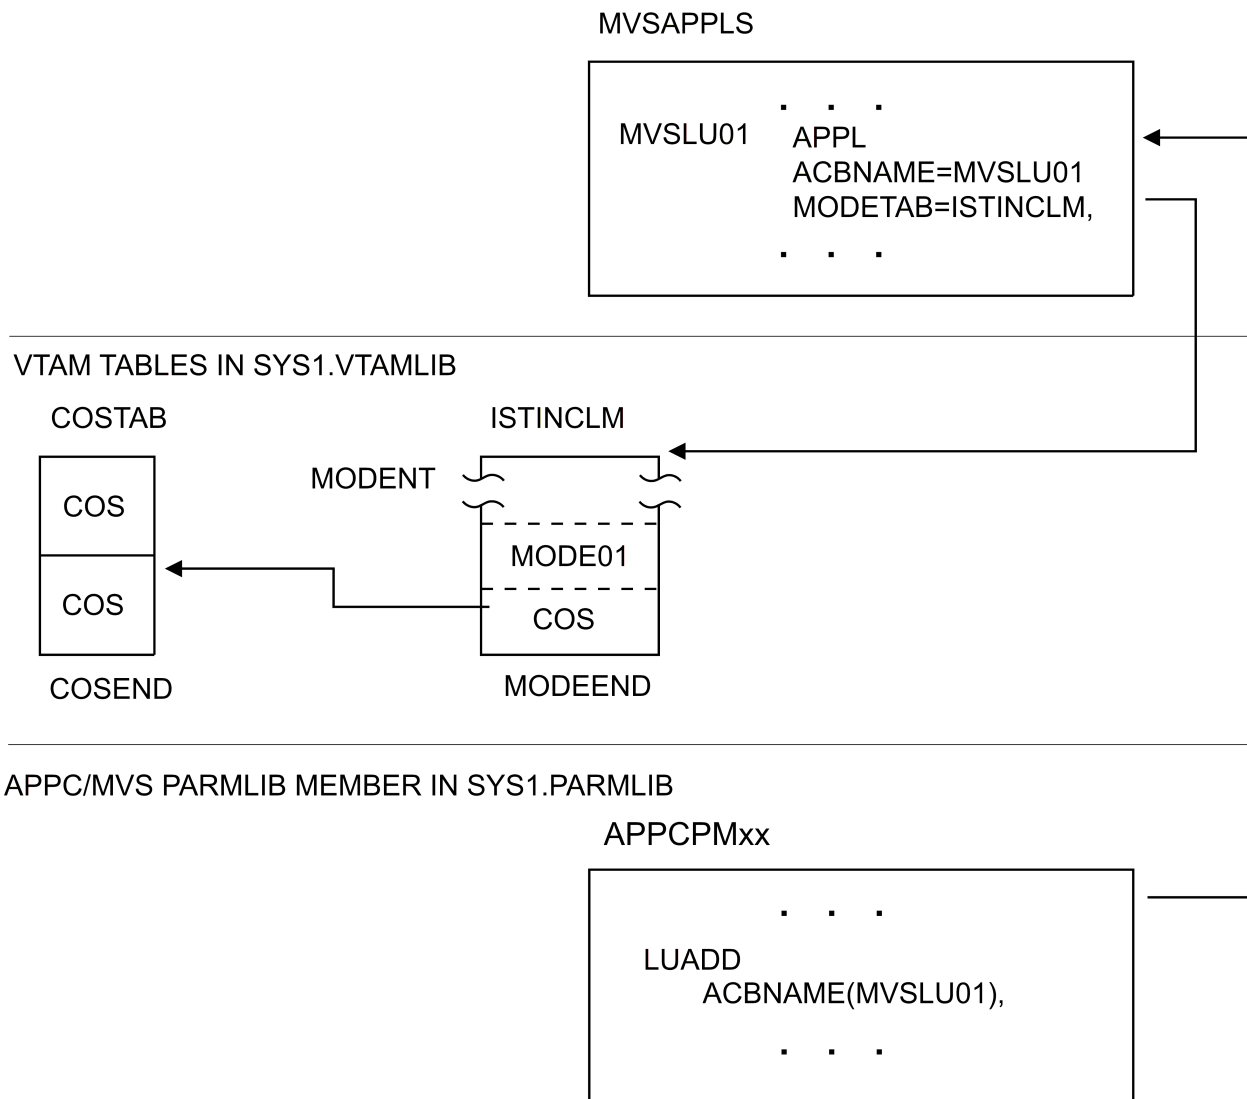 MVSAPPLS
. . .
MVSLU01 APPL
ACBNAME=MVSLU01
MODETAB=ISTINCLM,
. . .
VTAM TABLES IN SYS1.VTAMLIB
COSTAB
ISTINCLM
MODENT
COS
MODE01
COS
COS
COSEND
MODEEND
APPC/MVS PARMLIB MEMBER IN SYS1.PARMLIB
APPCPMxx
. . .
LUADD
ACBNAME(MVSLU01),
. . .